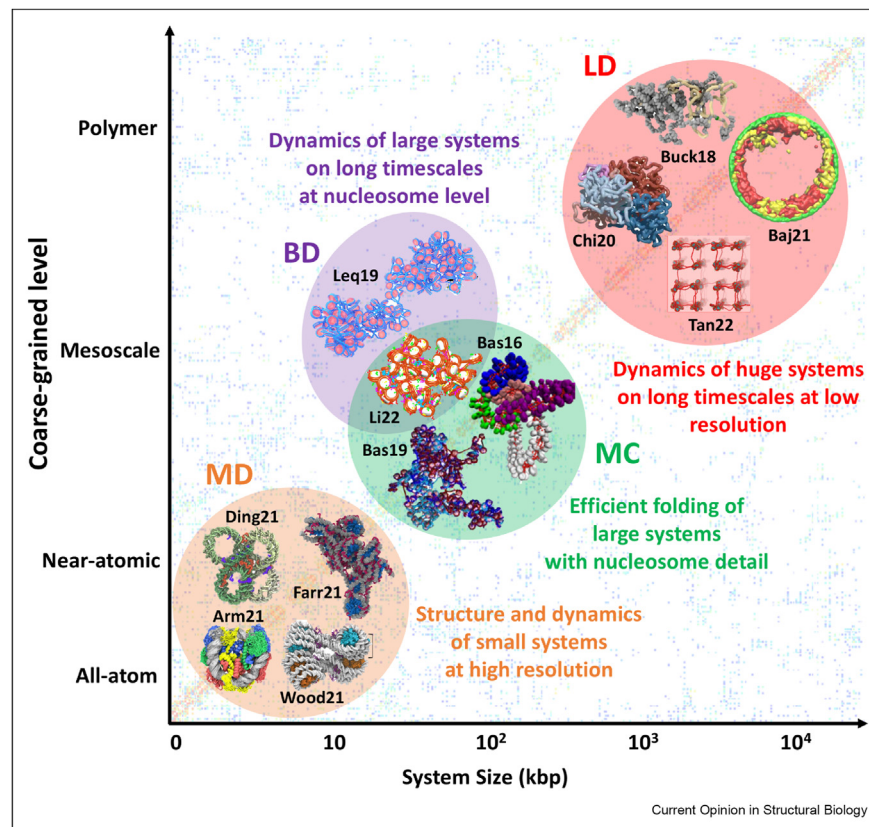 LD
Polymer
Buck18
Dynamics of large systems
on long timescales
at nucleosome level
Baj21
Chi20
BD
Leq19
Tan22
Coarse-grained level
Mesoscale
Bas16
Dynamics of huge systems
on long timescales at low
resolution
Li22
Bas19
MC
MD
Efficient folding of
large systems
with nucleosome detail
Ding21
Near-atomic
Farr21
Arm21
Structure and dynamics
of small systems
at high resolution
All-atom
Wood21
0
10
10²
10³
10⁴
System Size (kbp)
Current Opinion in Structural Biology